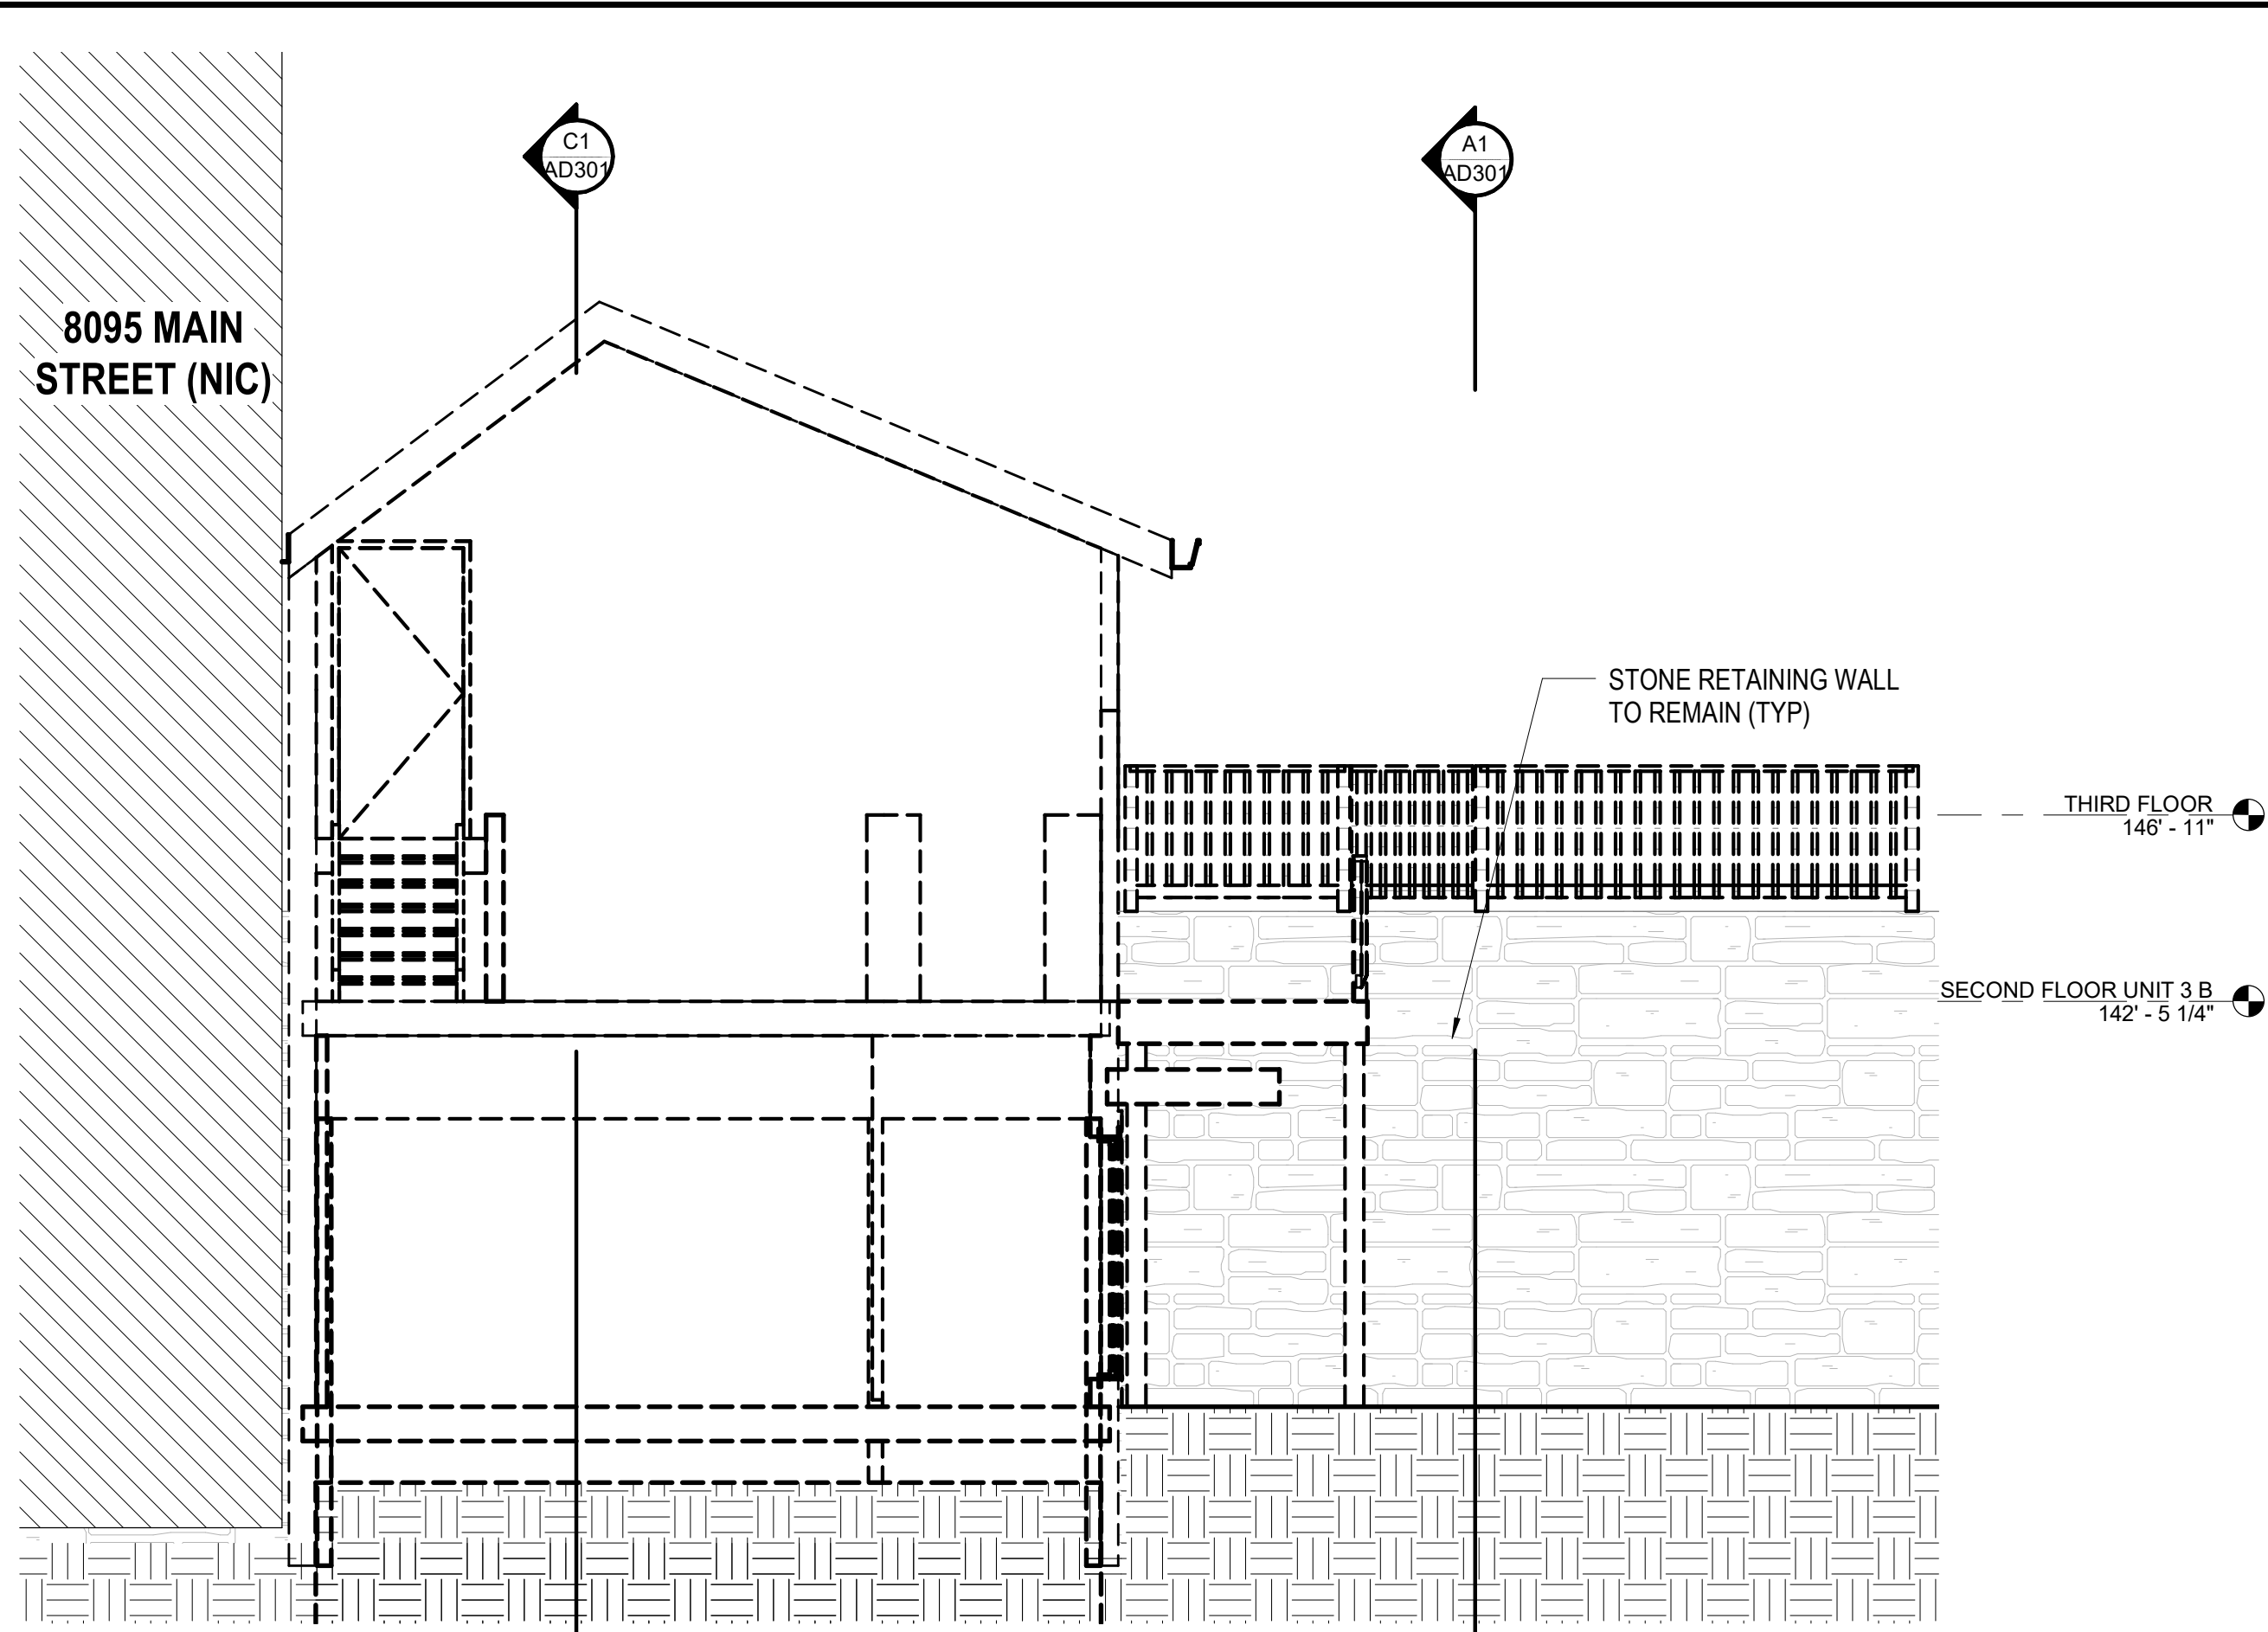 C1
AD301
A1
AD301
8095 MAIN
STREET (NIC)
STONE RETAINING WALL
TO REMAIN (TYP)
THIRD FLOOR
146' - 11"
SECOND FLOOR UNIT 3 B
142' - 5 1/4"